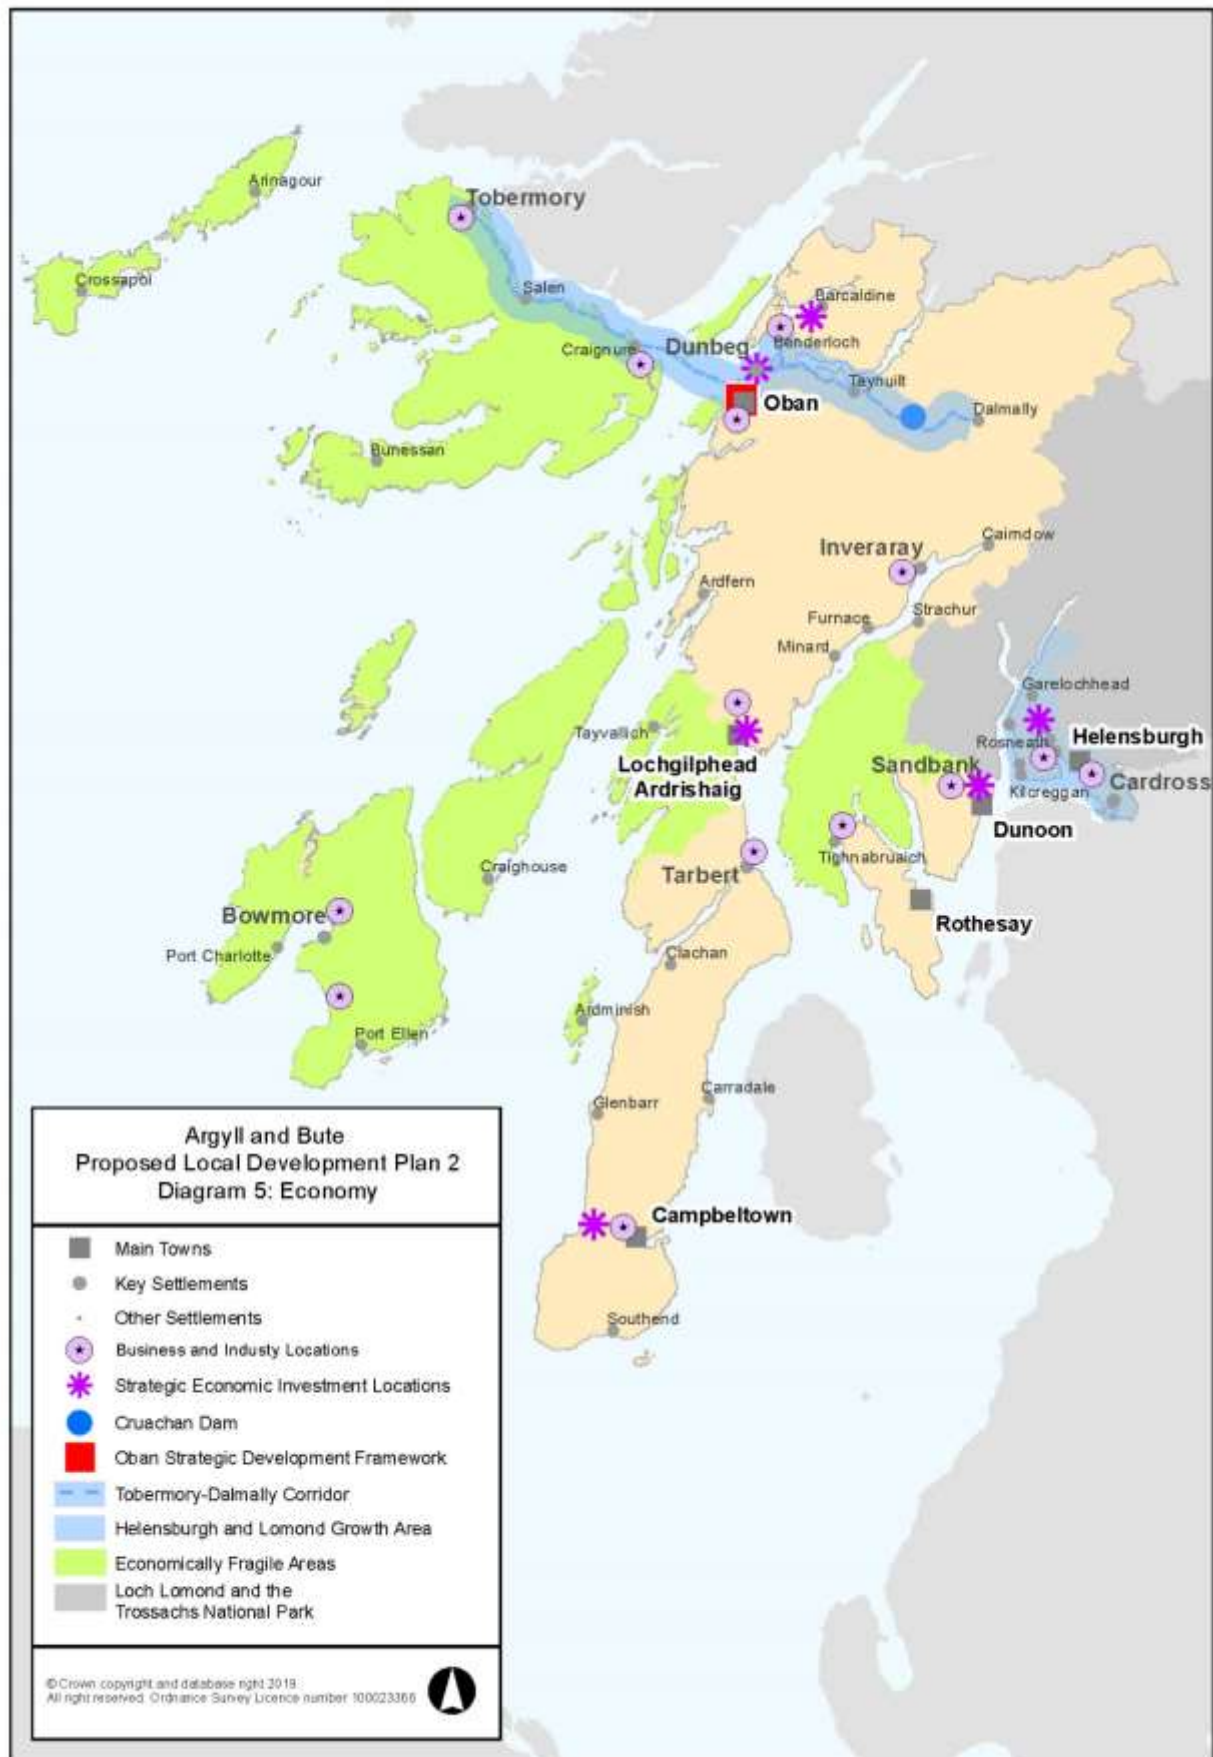 Arinagour
Tobermory
Crossapol
Salen
Barcaldine
Craignure
Dunbeg
Benderloch
Taynuilt
Oban
Dalmally
Bunessan
Cairndow
Inveraray
Ardfern
Furnace
Strachur
Minard
Garelochhead
Tayvallich
Rosneath
Helensburgh
Lochgilphead
Ardrishaig
Sandbank
Kilcreggan
Cardross
Dunoon
Tighnabruaich
Craighouse
Tarbert
Bowmore
Rothesay
Port Charlotte
Clachan
Ardminish
Port Ellen
Carradale
Glenbarr
Campbeltown
Southend
Argyll and Bute
Proposed Local Development Plan 2
Diagram 5: Economy
Main Towns
Key Settlements
Other Settlements
Business and Industy Locations
Strategic Economic Investment Locations
Cruachan Dam
Oban Strategic Development Framework
Tobermory-Dalmally Corridor
Helensburgh and Lomond Growth Area
Economically Fragile Areas
Loch Lomond and the
Trossachs National Park
© Crown copyright and database right 2019
All right reserved. Ordnance Survey Licence number 100023366